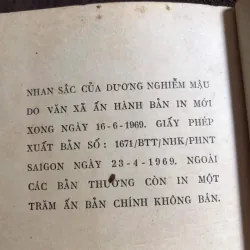 NHAN SẮC CỦA DƯƠNG NGHIỄM MẬU
DO VĂN XÃ ẤN HÀNH BẢN IN MỚI
XONG NGÀY 16-6-1969. GIẤY PHÉP
XUẤT BẢN SỐ: 1671/BTT/NHK/PHNT
SAIGON NGÀY 23-4-1969. NGOÀI
CÁC BẢN THƯỜNG CÒN IN MỘT
TRĂM ẤN BẢN CHÍNH KHÔNG BÁN.